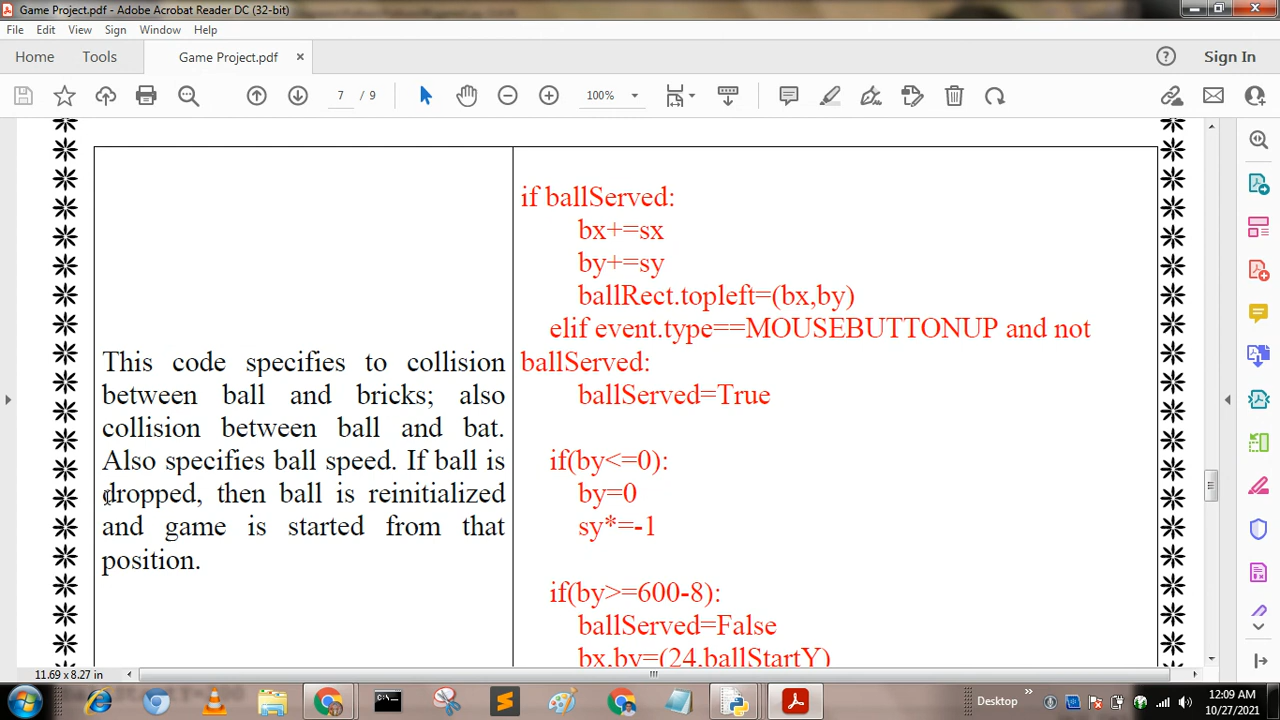 Game Project.pdf - Adobe Acrobat Reader DC (32-bit)
File Edit View Sign Window Help
Home Tools Game Project.pdf × ? Sign In
7 / 9 100%
if ballServed:
bx+=sx
by+=sy
ballRect.topleft=(bx,by)
elif event.type==MOUSEBUTTONUP and not
ballServed:
ballServed=True
if(by<=0):
by=0
sy*=-1
if(by>=600-8):
ballServed=False
bx,by=(24,ballStartY)
This code specifies to collision
between ball and bricks; also
collision between ball and bat.
Also specifies ball speed. If ball is
dropped, then ball is reinitialized
and game is started from that
position.
11.69 x 8.27 in
Desktop »
12:09 AM
10/27/2021